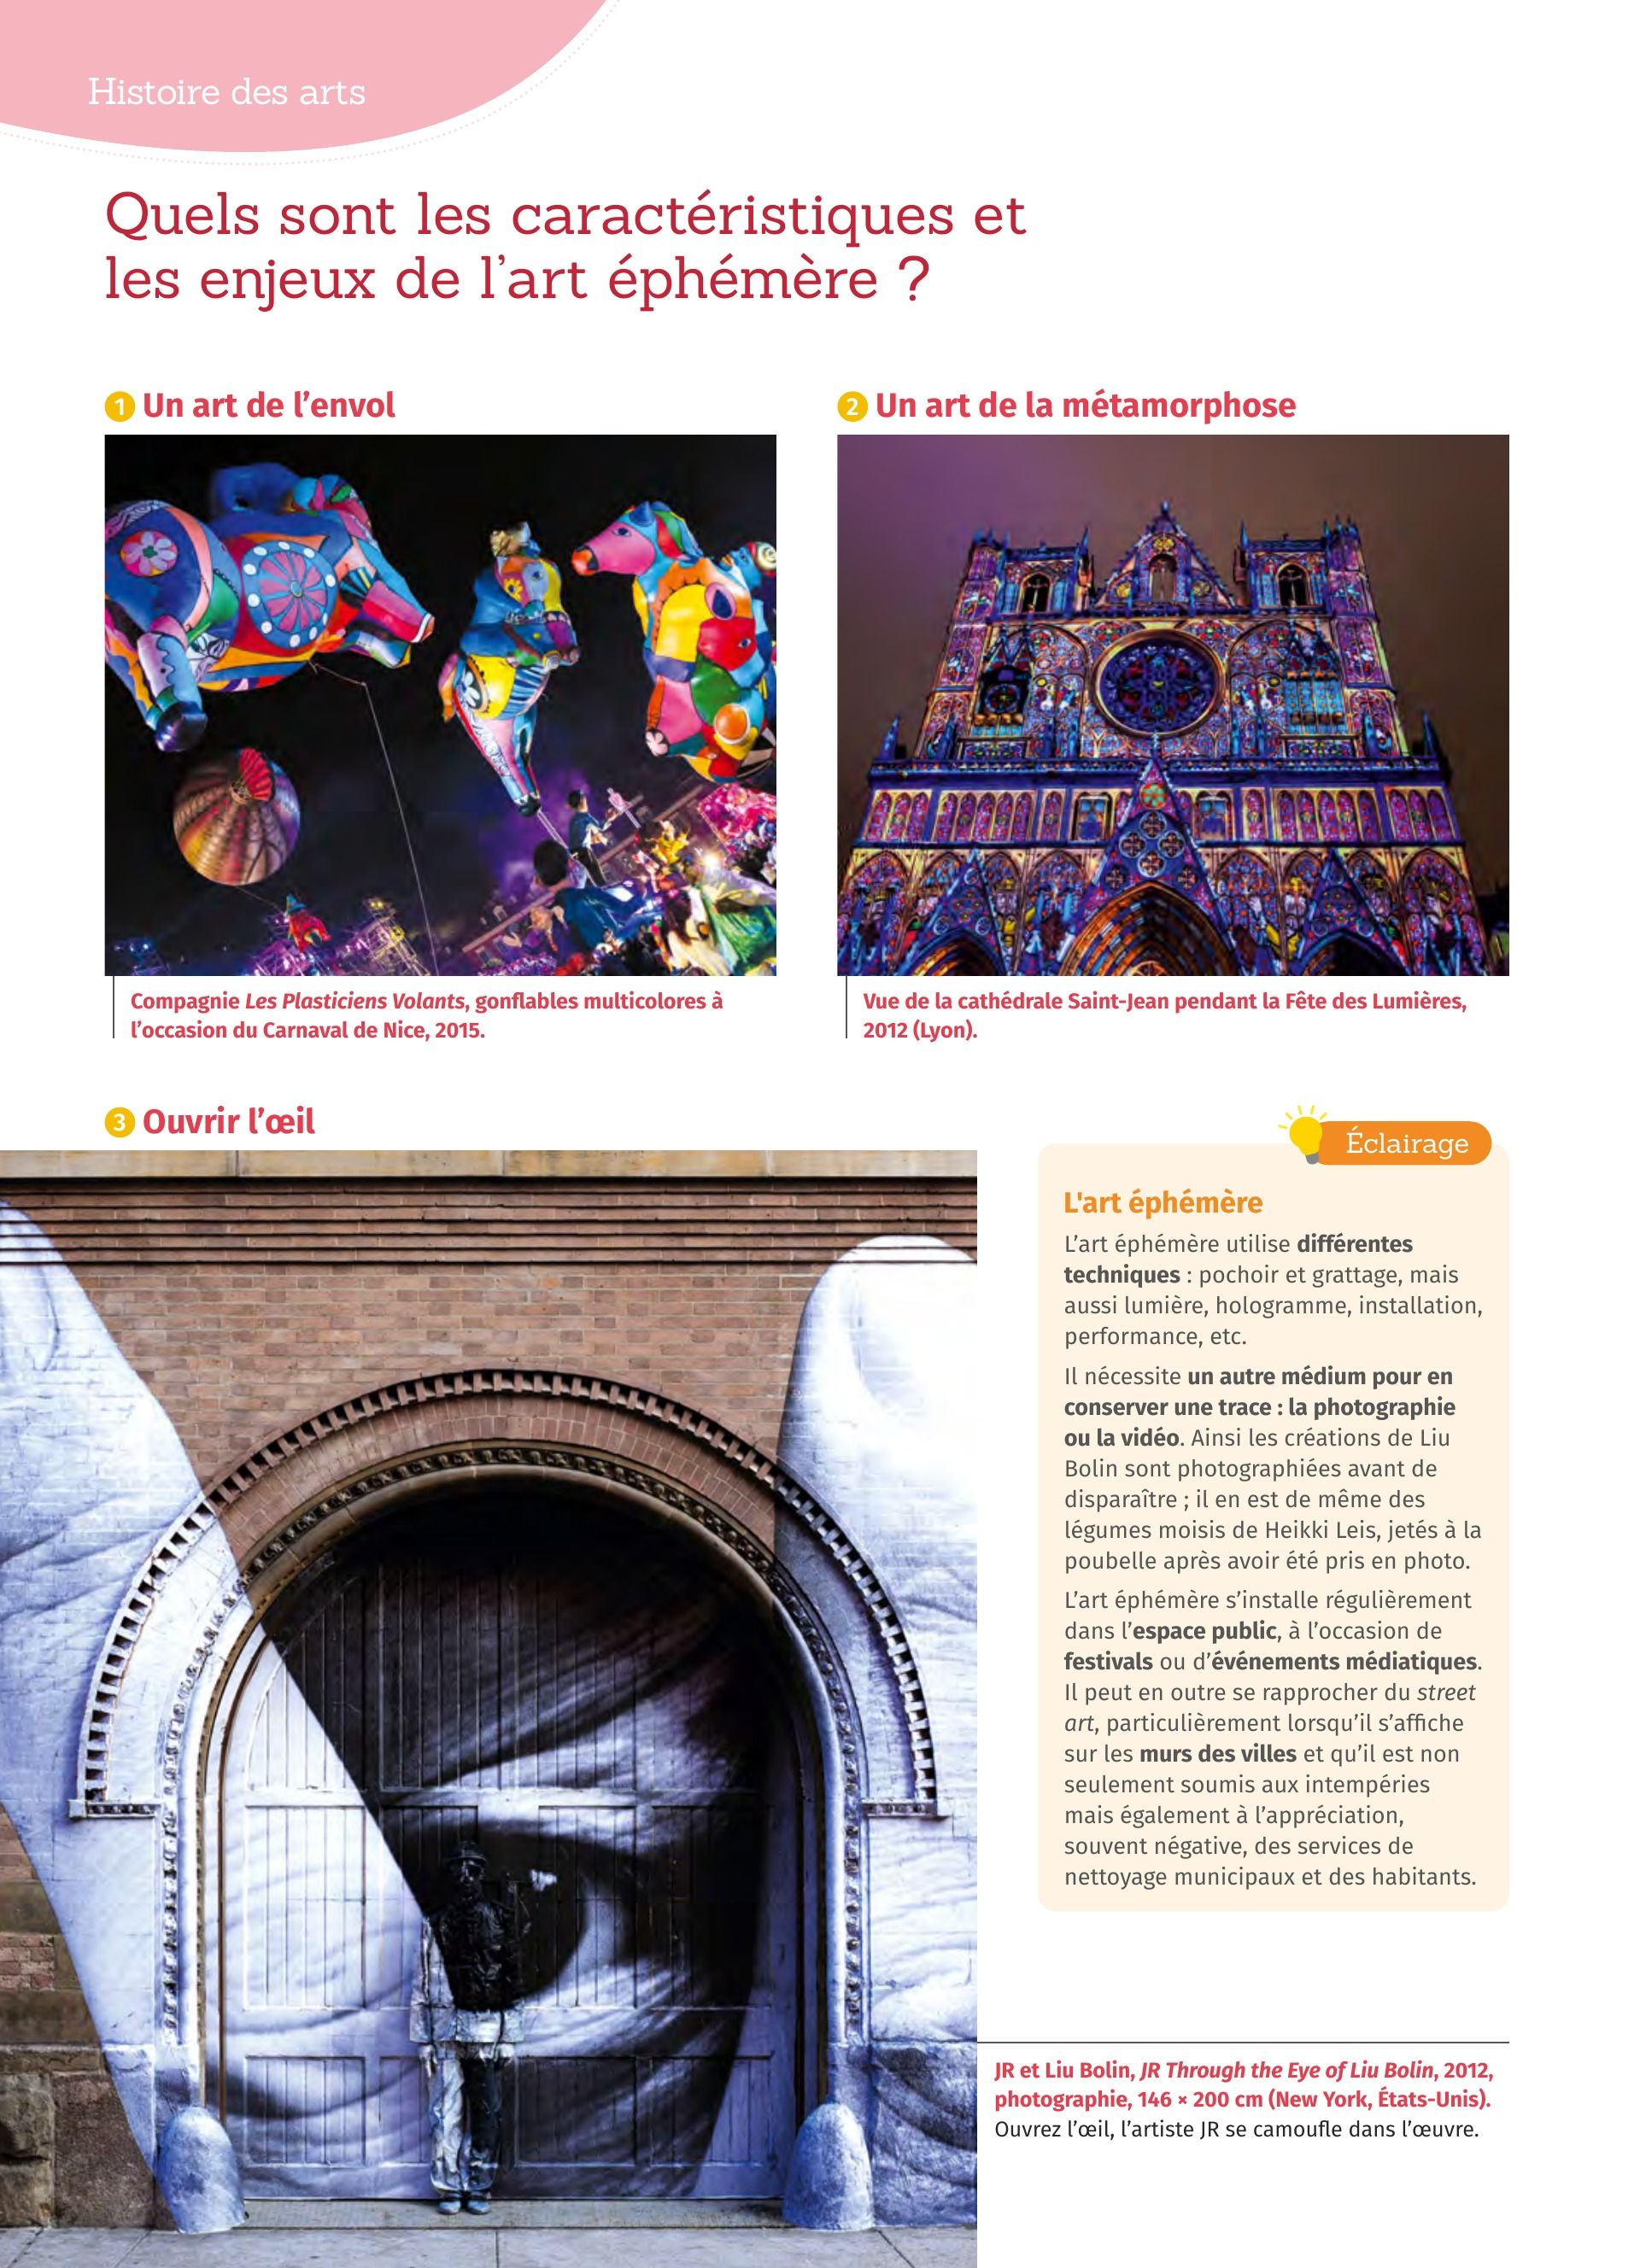 Histoire des arts
Quels sont les caractéristiques et
les enjeux de l'art éphémère ?
1 Un art de l'envol
Compagnie Les Plasticiens Volants, gonflables multicolores à
l'occasion du Carnaval de Nice, 2015.
2 Un art de la métamorphose
Vue de la cathédrale Saint-Jean pendant la Fête des Lumières,
2012 (Lyon).
3 Ouvrir l'œil
Éclairage
L'art éphémère
L'art éphémère utilise différentes
techniques : pochoir et grattage, mais
aussi lumière, hologramme, installation,
performance, etc.
Il nécessite un autre médium pour en
conserver une trace : la photographie
ou la vidéo. Ainsi les créations de Liu
Bolin sont photographiées avant de
disparaître ; il en est de même des
légumes moisis de Heikki Leis, jetés à la
poubelle après avoir été pris en photo.
L'art éphémère s'installe régulièrement
dans l'espace public, à l'occasion de
festivals ou d'événements médiatiques.
Il peut en outre se rapprocher du street
art, particulièrement lorsqu'il s'affiche
sur les murs des villes et qu'il est non
seulement soumis aux intempéries
mais également à l'appréciation,
souvent négative, des services de
nettoyage municipaux et des habitants.
JR et Liu Bolin, JR Through the Eye of Liu Bolin, 2012,
photographie, 146 × 200 cm (New York, États-Unis).
Ouvrez l'œil, l'artiste JR se camoufle dans l'œuvre.